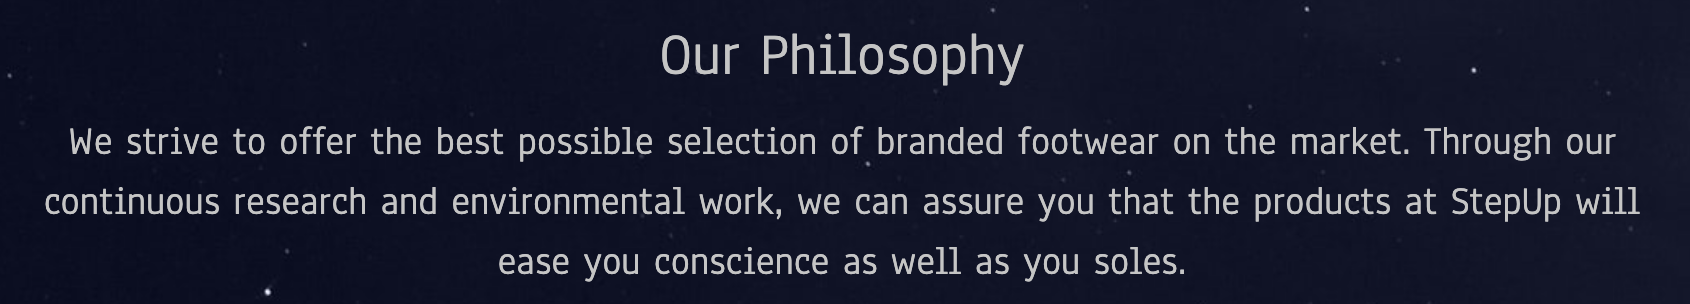 Our Philosophy
We strive to offer the best possible selection of branded footwear on the market. Through our
continuous research and environmental work, we can assure you that the products at StepUp will
ease you conscience as well as you soles.